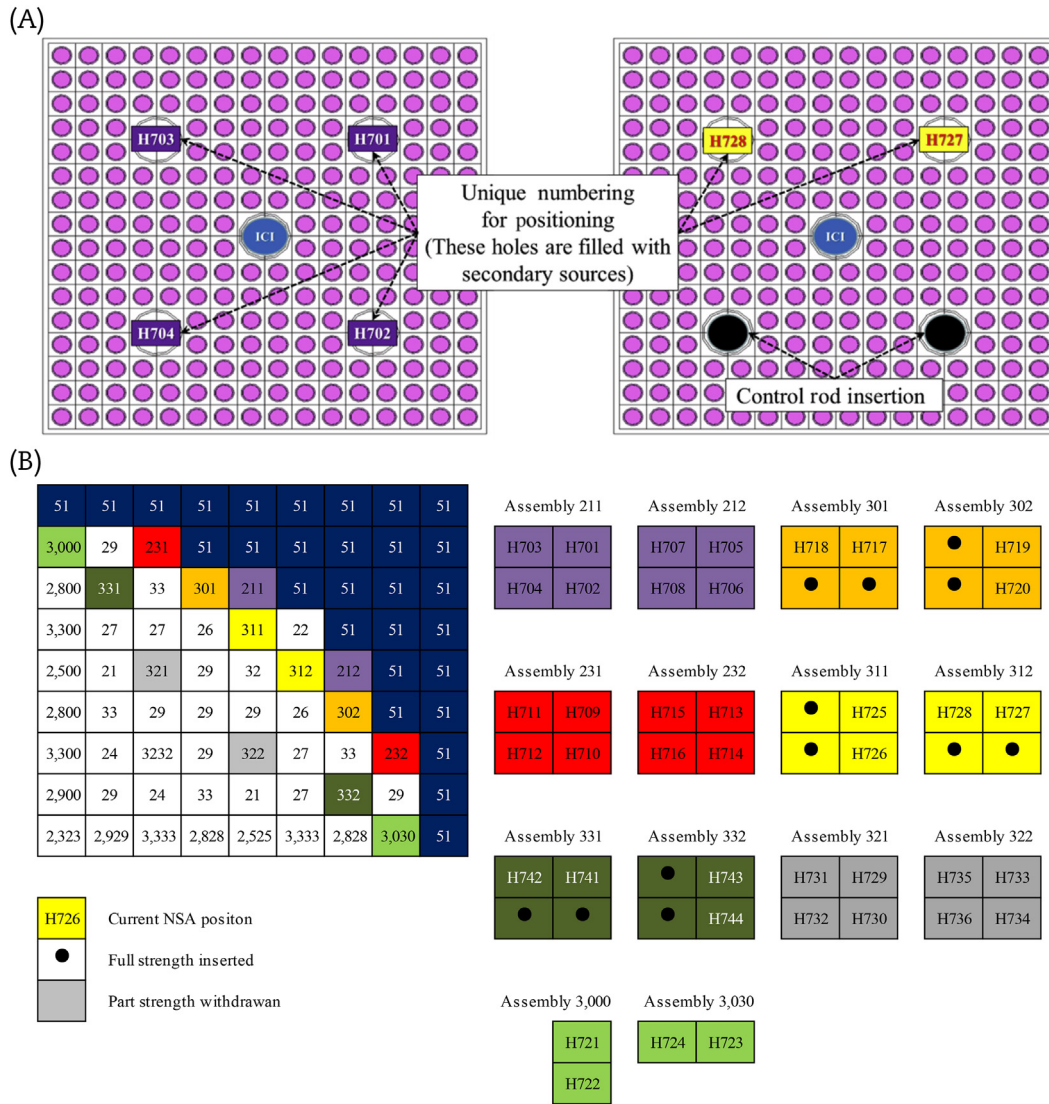 (A)
H703 H701 H728 H727
Unique numbering
for positioning
(These holes are filled with
secondary sources)
ICI ICI
H704 H702
Control rod insertion
(B)
51 51 51 51 51 51 51 51 51
3,000 29 231 51 51 51 51 51 51
2,800 331 33 301 211 51 51 51 51
3,300 27 27 26 311 22 51 51 51
2,500 21 321 29 32 312 212 51 51
2,800 33 29 29 29 26 302 51 51
3,300 24 3232 29 322 27 33 232 51
2,900 29 24 33 21 27 332 29 51
2,323 2,929 3,333 2,828 2,525 3,333 2,828 3,030 51
H726 Current NSA positon
Full strength inserted
Part strength withdrawan
Assembly 211 Assembly 212 Assembly 301 Assembly 302
H703 H701 H707 H705 H718 H717 H719
H704 H702 H708 H706 H720
Assembly 231 Assembly 232 Assembly 311 Assembly 312
H711 H709 H715 H713 H725 H728 H727
H712 H710 H716 H714 H726
Assembly 331 Assembly 332 Assembly 321 Assembly 322
H742 H741 H743 H731 H729 H735 H733
H744 H732 H730 H736 H734
Assembly 3,000 Assembly 3,030
H721 H724 H723
H722